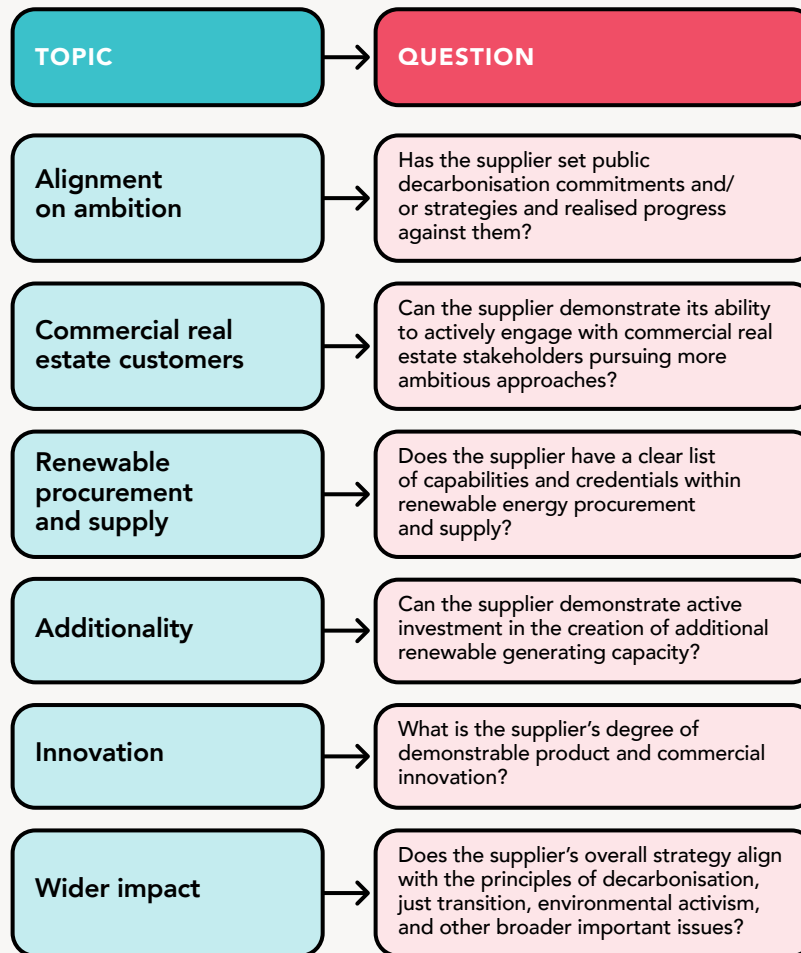 TOPIC
QUESTION
Alignment
on ambition
Has the supplier set public
decarbonisation commitments and/
or strategies and realised progress
against them?
Commercial real
estate customers
Can the supplier demonstrate its ability
to actively engage with commercial real
estate stakeholders pursuing more
ambitious approaches?
Renewable
procurement
and supply
Does the supplier have a clear list
of capabilities and credentials within
renewable energy procurement
and supply?
Additionality
Can the supplier demonstrate active
investment in the creation of additional
renewable generating capacity?
Innovation
What is the supplier’s degree of
demonstrable product and commercial
innovation?
Wider impact
Does the supplier’s overall strategy align
with the principles of decarbonisation,
just transition, environmental activism,
and other broader important issues?